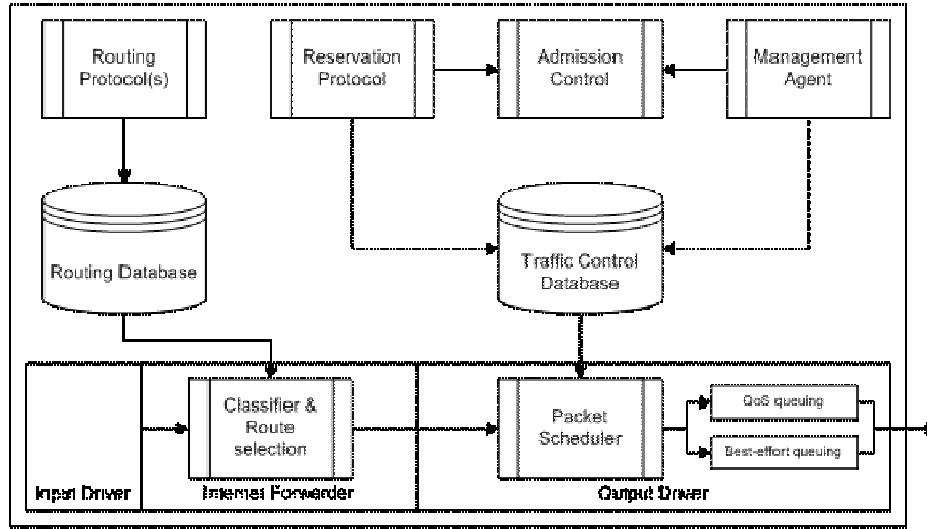 Routing
Protocol(s)
Reservation
Protocol
Admission
Control
Management
Agent
Routing Database
Traffic Control
Database
Classifier &
Route
selection
Packet
Scheduler
QoS queuing
Best-effort queuing
Input Driver
Internet Forwarder
Output Driver